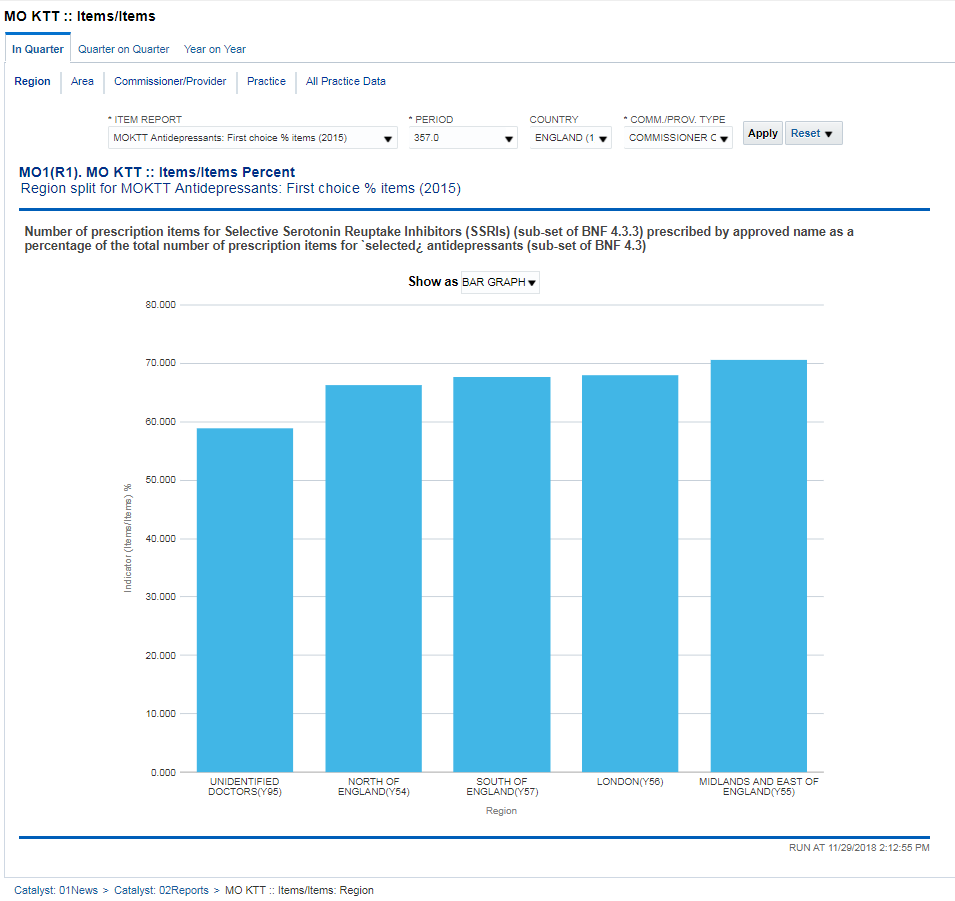 MO KTT :: Items/Items
In Quarter Quarter on Quarter Year on Year
Region Area Commissioner/Provider Practice All Practice Data
* ITEM REPORT * PERIOD COUNTRY * COMM./PROV. TYPE
MOKTT Antidepressants: First choice % items (2015) 357.0 ENGLAND (1 COMMISSIONER C Apply Reset
MO1(R1). MO KTT :: Items/Items Percent
Region split for MOKTT Antidepressants: First choice % items (2015)
Number of prescription items for Selective Serotonin Reuptake Inhibitors (SSRIs) (sub-set of BNF 4.3.3) prescribed by approved name as a
percentage of the total number of prescription items for `selected¿ antidepressants (sub-set of BNF 4.3)
Show as BAR GRAPH
80.000
70.000
60.000
50.000
40.000
30.000
20.000
10.000
0.000
Indicator (Items/Items) %
UNIDENTIFIED DOCTORS(Y95)
NORTH OF ENGLAND(Y54)
SOUTH OF ENGLAND(Y57)
LONDON(Y56)
MIDLANDS AND EAST OF ENGLAND(Y55)
Region
RUN AT 11/29/2018 2:12:55 PM
Catalyst: 01News > Catalyst: 02Reports > MO KTT :: Items/Items: Region